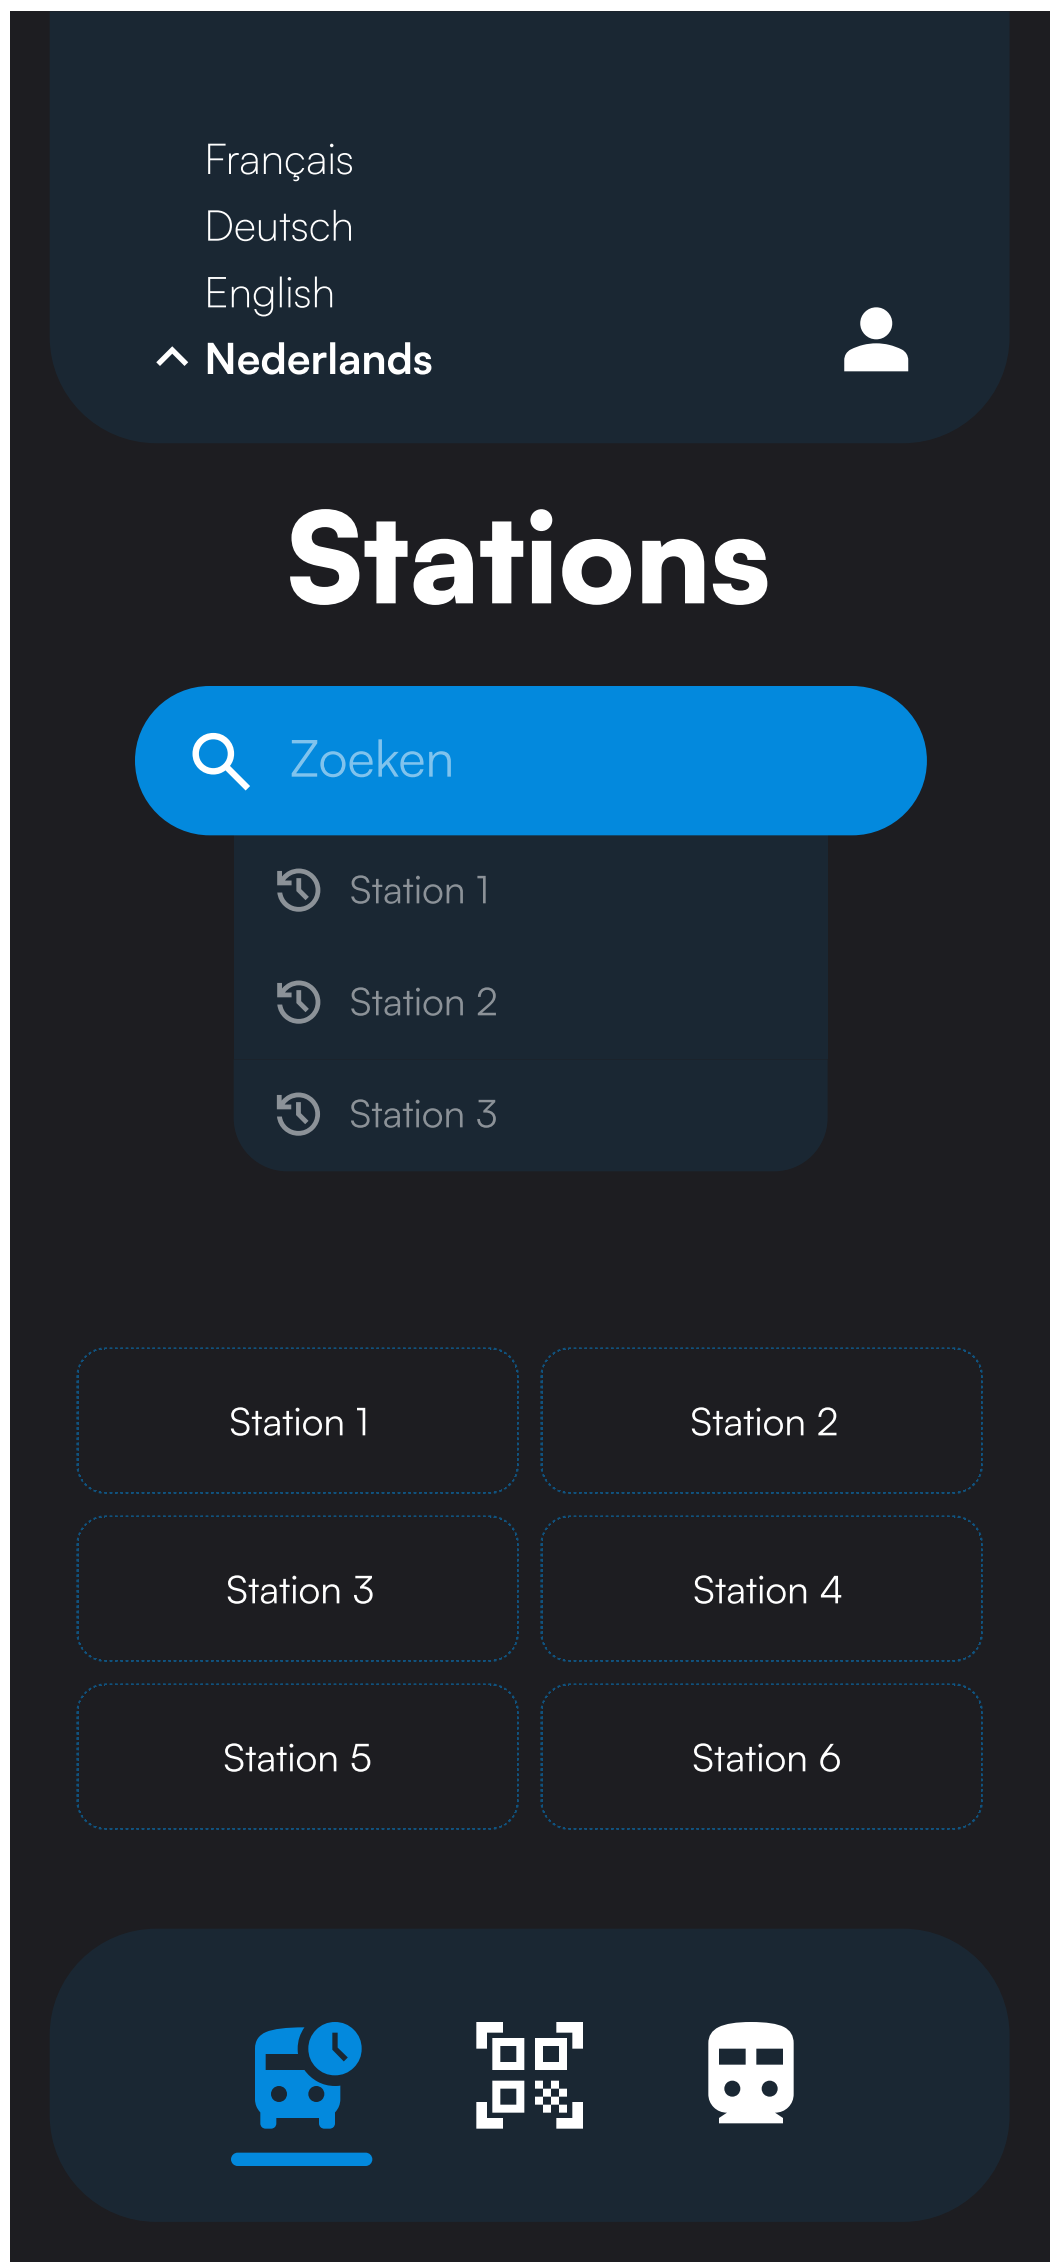 Français
Deutsch
English
Nederlands
Stations
Zoeken
Station 1
Station 2
Station 3
Station 1
Station 2
Station 3
Station 4
Station 5
Station 6